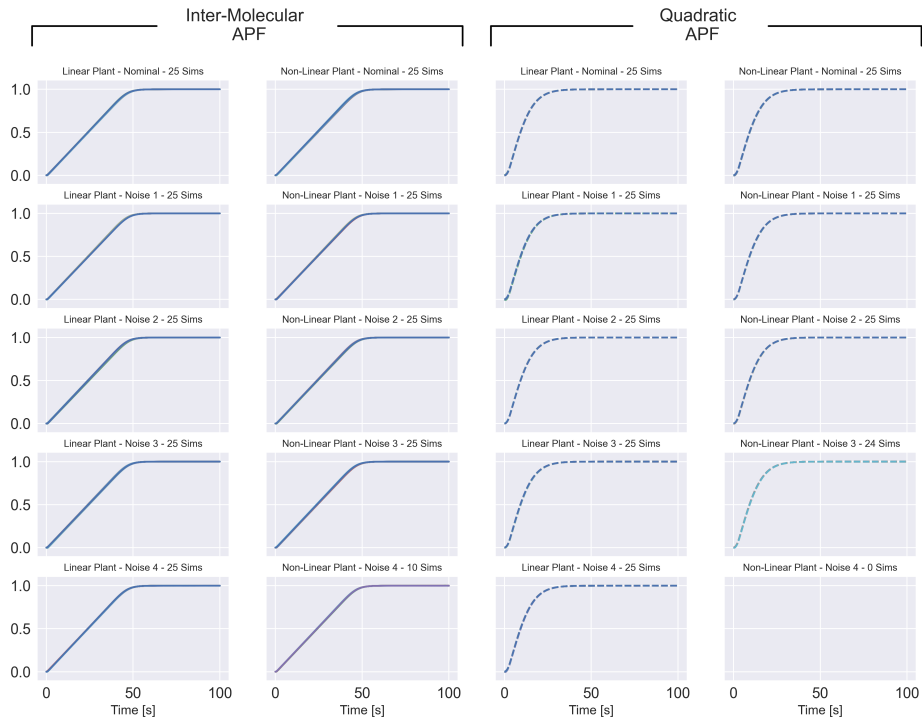 Inter-Molecular
APF
Quadratic
APF
Linear Plant - Nominal - 25 Sims
Non-Linear Plant - Nominal - 25 Sims
Linear Plant - Nominal - 25 Sims
Non-Linear Plant - Nominal - 25 Sims
1.0
0.5
0.0
Linear Plant - Noise 1 - 25 Sims
Non-Linear Plant - Noise 1 - 25 Sims
Linear Plant - Noise 1 - 25 Sims
Non-Linear Plant - Noise 1 - 25 Sims
1.0
0.5
0.0
Linear Plant - Noise 2 - 25 Sims
Non-Linear Plant - Noise 2 - 25 Sims
Linear Plant - Noise 2 - 25 Sims
Non-Linear Plant - Noise 2 - 25 Sims
1.0
0.5
0.0
Linear Plant - Noise 3 - 25 Sims
Non-Linear Plant - Noise 3 - 25 Sims
Linear Plant - Noise 3 - 25 Sims
Non-Linear Plant - Noise 3 - 24 Sims
1.0
0.5
0.0
Linear Plant - Noise 4 - 25 Sims
Non-Linear Plant - Noise 4 - 10 Sims
Linear Plant - Noise 4 - 25 Sims
Non-Linear Plant - Noise 4 - 0 Sims
1.0
0.5
0.0
0 50 100
0 50 100
0 50 100
0 50 100
Time [s]
Time [s]
Time [s]
Time [s]